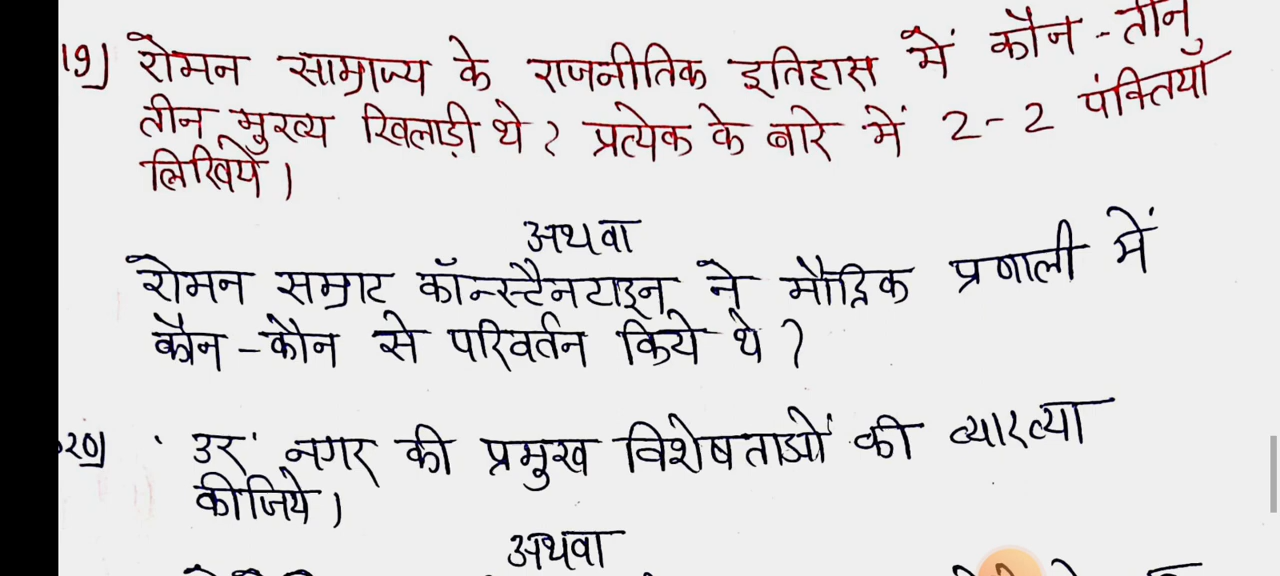 19) रोमन साम्राज्य के राजनीतिक इतिहास में कौन-तीन
तीन मुख्य खिलाड़ी थे? प्रत्येक के बारे में 2-2 पंक्तियाँ
लिखिये।
अथवा
रोमन सम्राट कॉन्स्टैनटाइन ने मौद्रिक प्रणाली में
कौन-कौन से परिवर्तन किये थे?
20) 'उर' नगर की प्रमुख विशेषताओं की व्याख्या
कीजिये।
अथवा